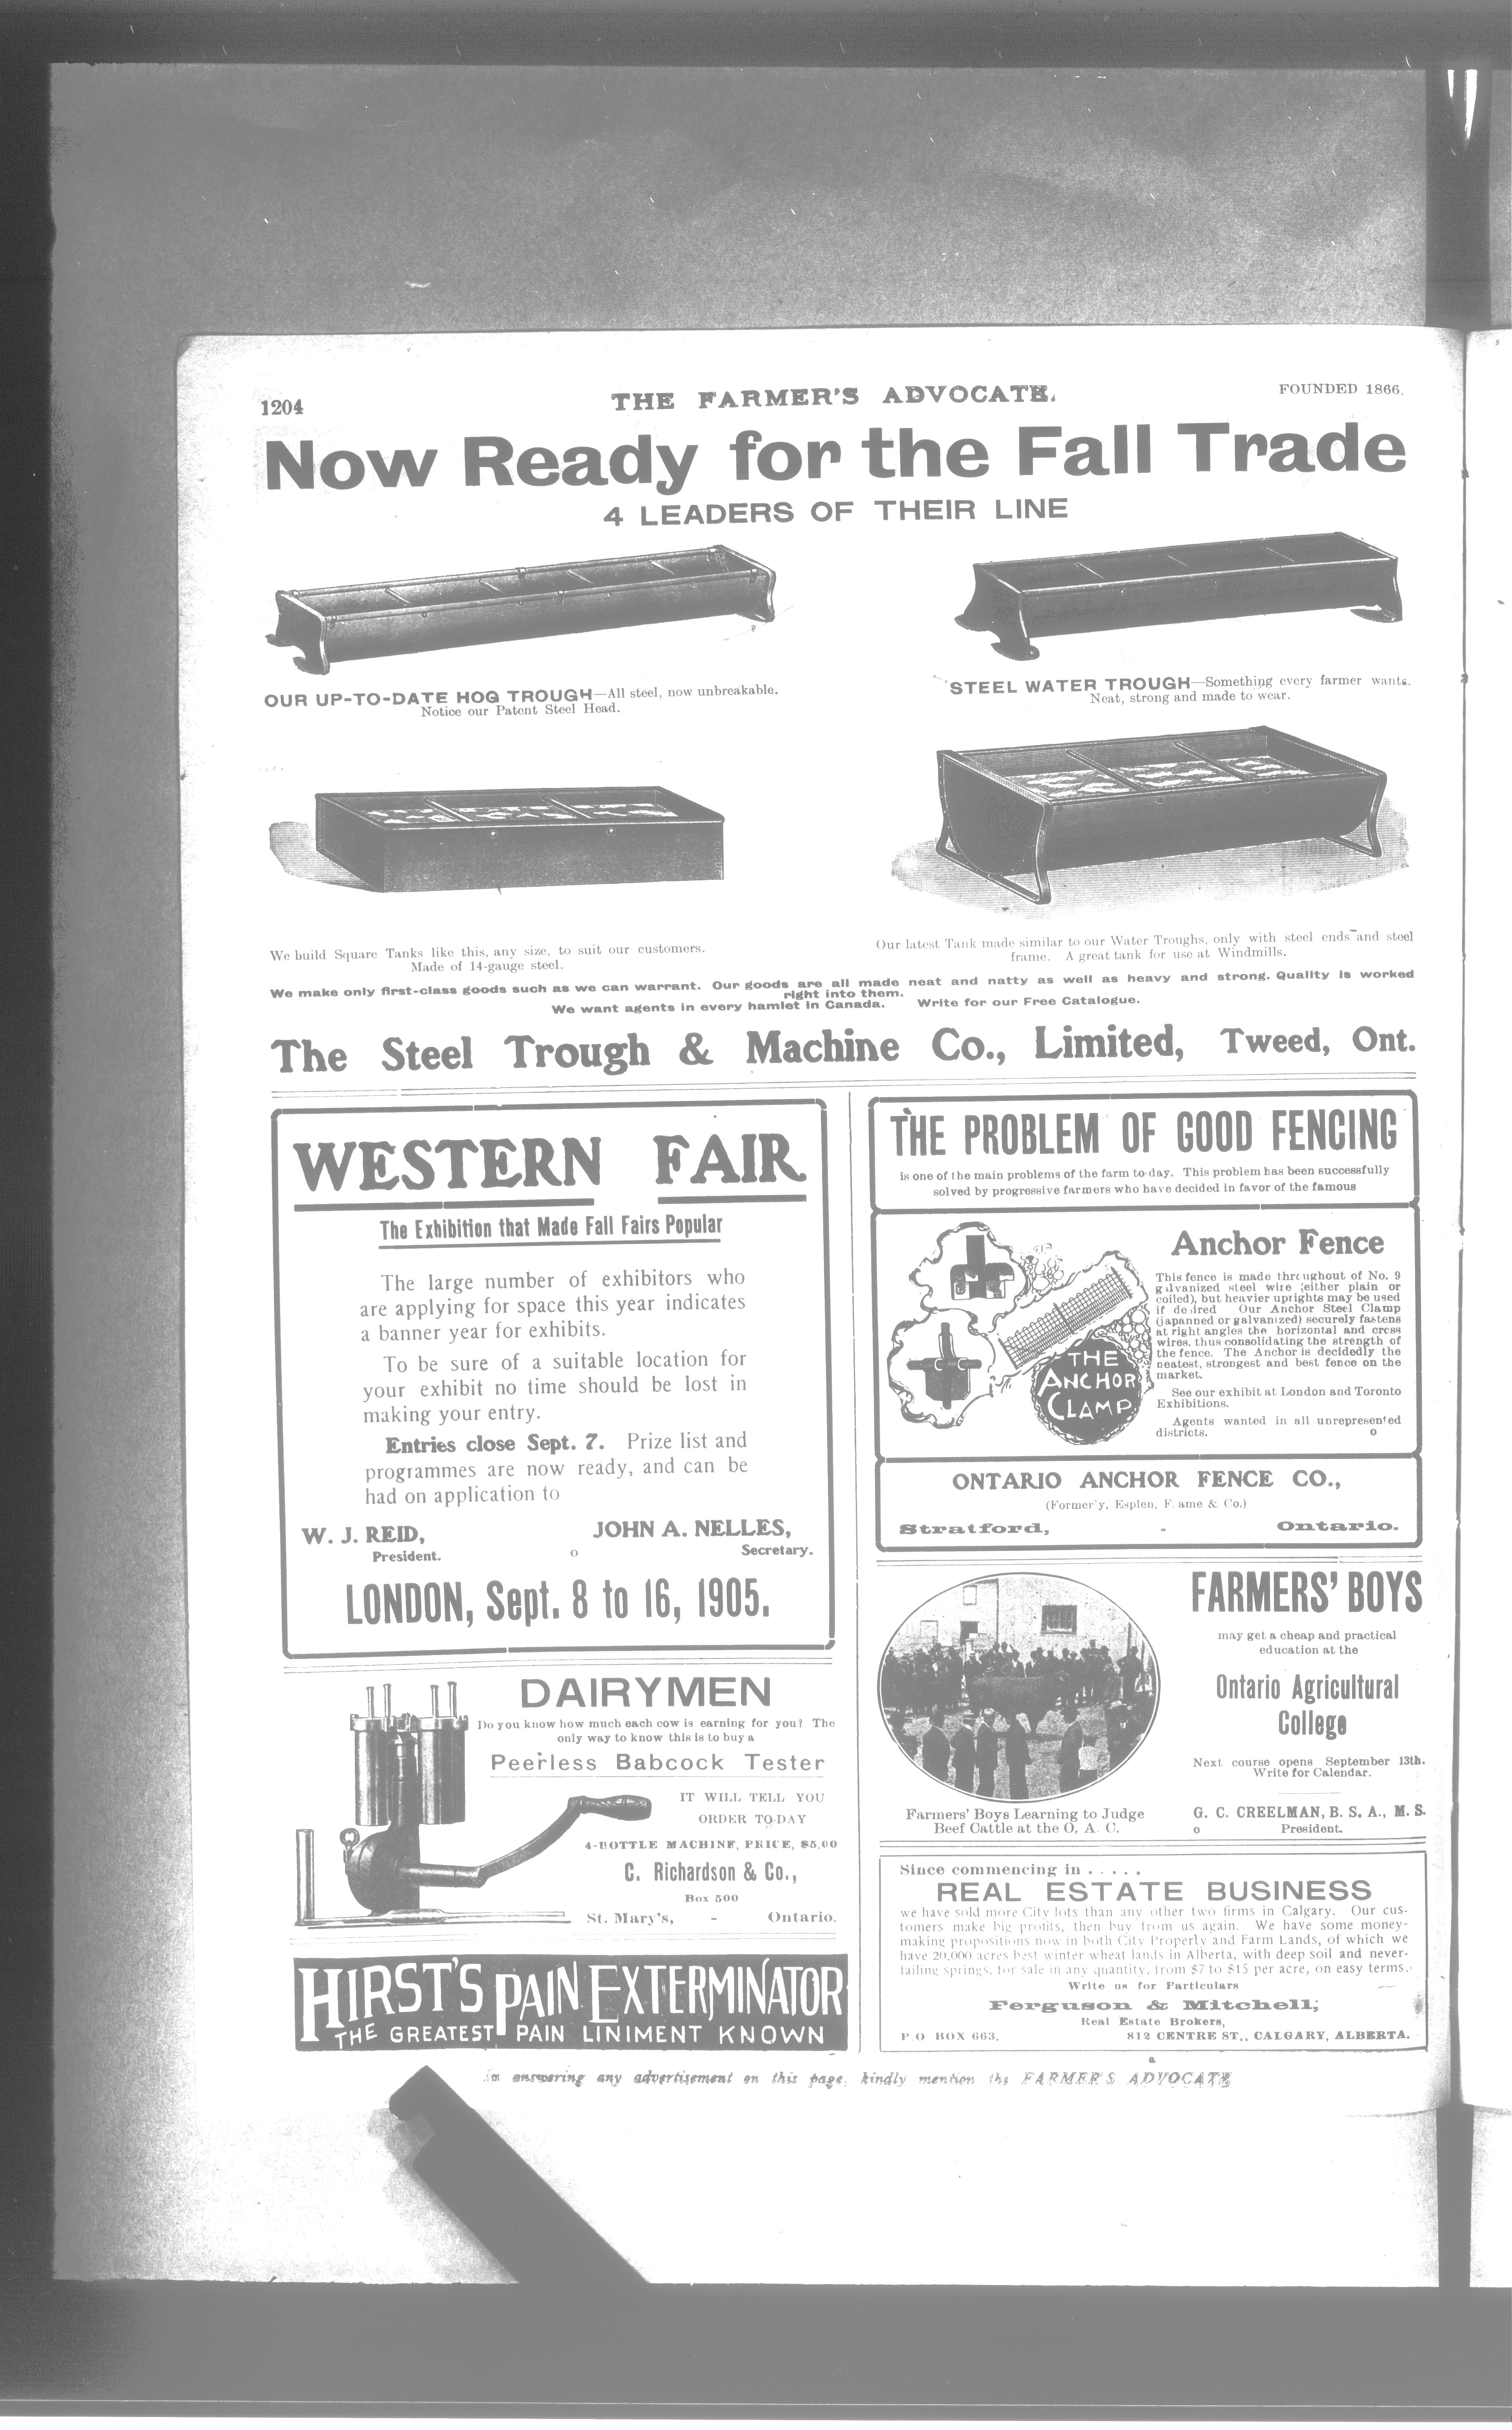 1204
THE FARMER'S ADVOCATE.
FOUNDED 1866.
Now Ready for the Fall Trade
4 LEADERS OF THEIR LINE
OUR UP-TO-DATE HOG TROUGH—All steel, now unbreakable.
Notice our Patent Steel Head.
STEEL WATER TROUGH—Something every farmer wants.
Neat, strong and made to wear.
We build Square Tanks like this, any size, to suit our customers.
Made of 14-gauge steel.
Our latest Tank made similar to our Water Troughs, only with steel ends and steel
frame. A great tank for use at Windmills.
We make only first-class goods such as we can warrant. Our goods are all made neat and natty as well as heavy and strong. Quality is worked
right into them.
We want agents in every hamlet in Canada. Write for our Free Catalogue.
The Steel Trough & Machine Co., Limited, Tweed, Ont.
WESTERN FAIR
The Exhibition that Made Fall Fairs Popular
The large number of exhibitors who
are applying for space this year indicates
a banner year for exhibits.
To be sure of a suitable location for
your exhibit no time should be lost in
making your entry.
Entries close Sept. 7. Prize list and
programmes are now ready, and can be
had on application to
W. J. REID,
President.
JOHN A. NELLES,
o Secretary.
LONDON, Sept. 8 to 16, 1905.
DAIRYMEN
Do you know how much each cow is earning for you? The
only way to know this is to buy a
Peerless Babcock Tester
IT WILL TELL YOU
ORDER TO-DAY
4-BOTTLE MACHINE, PRICE, $5.00
C. Richardson & Co.,
Box 500
St. Mary's, - Ontario.
HIRST'S PAIN EXTERMINATOR
THE GREATEST PAIN LINIMENT KNOWN
THE PROBLEM OF GOOD FENCING
is one of the main problems of the farm to-day. This problem has been successfully
solved by progressive farmers who have decided in favor of the famous
THE
ANCHOR
CLAMP
Anchor Fence
This fence is made throughout of No. 9
galvanized steel wire (either plain or
coiled), but heavier uprights may be used
if desired Our Anchor Steel Clamp
(japanned or galvanized) securely fastens
at right angles the horizontal and cross
wires, thus consolidating the strength of
the fence. The Anchor is decidedly the
neatest, strongest and best fence on the
market.
See our exhibit at London and Toronto
Exhibitions.
Agents wanted in all unrepresented
districts. o
ONTARIO ANCHOR FENCE CO.,
(Formerly, Esplen, Frame & Co.)
Stratford, - Ontario.
Farmers' Boys Learning to Judge
Beef Cattle at the O. A. C.
FARMERS' BOYS
may get a cheap and practical
education at the
Ontario Agricultural
College
Next course opens September 13th.
Write for Calendar.
G. C. CREELMAN, B. S. A., M. S.
o President.
Since commencing in . . . . .
REAL ESTATE BUSINESS
we have sold more City lots than any other two firms in Calgary. Our cus-
tomers make big profits, then buy from us again. We have some money-
making propositions now in both City Property and Farm Lands, of which we
have 20,000 acres best winter wheat lands in Alberta, with deep soil and never-
failing springs, for sale in any quantity, from $7 to $15 per acre, on easy terms.
Write us for Particulars
Ferguson & Mitchell,
Real Estate Brokers,
P.O BOX 663. 812 CENTRE ST., CALGARY, ALBERTA.
a
In answering any advertisement on this page, kindly mention the FARMER'S ADVOCATE